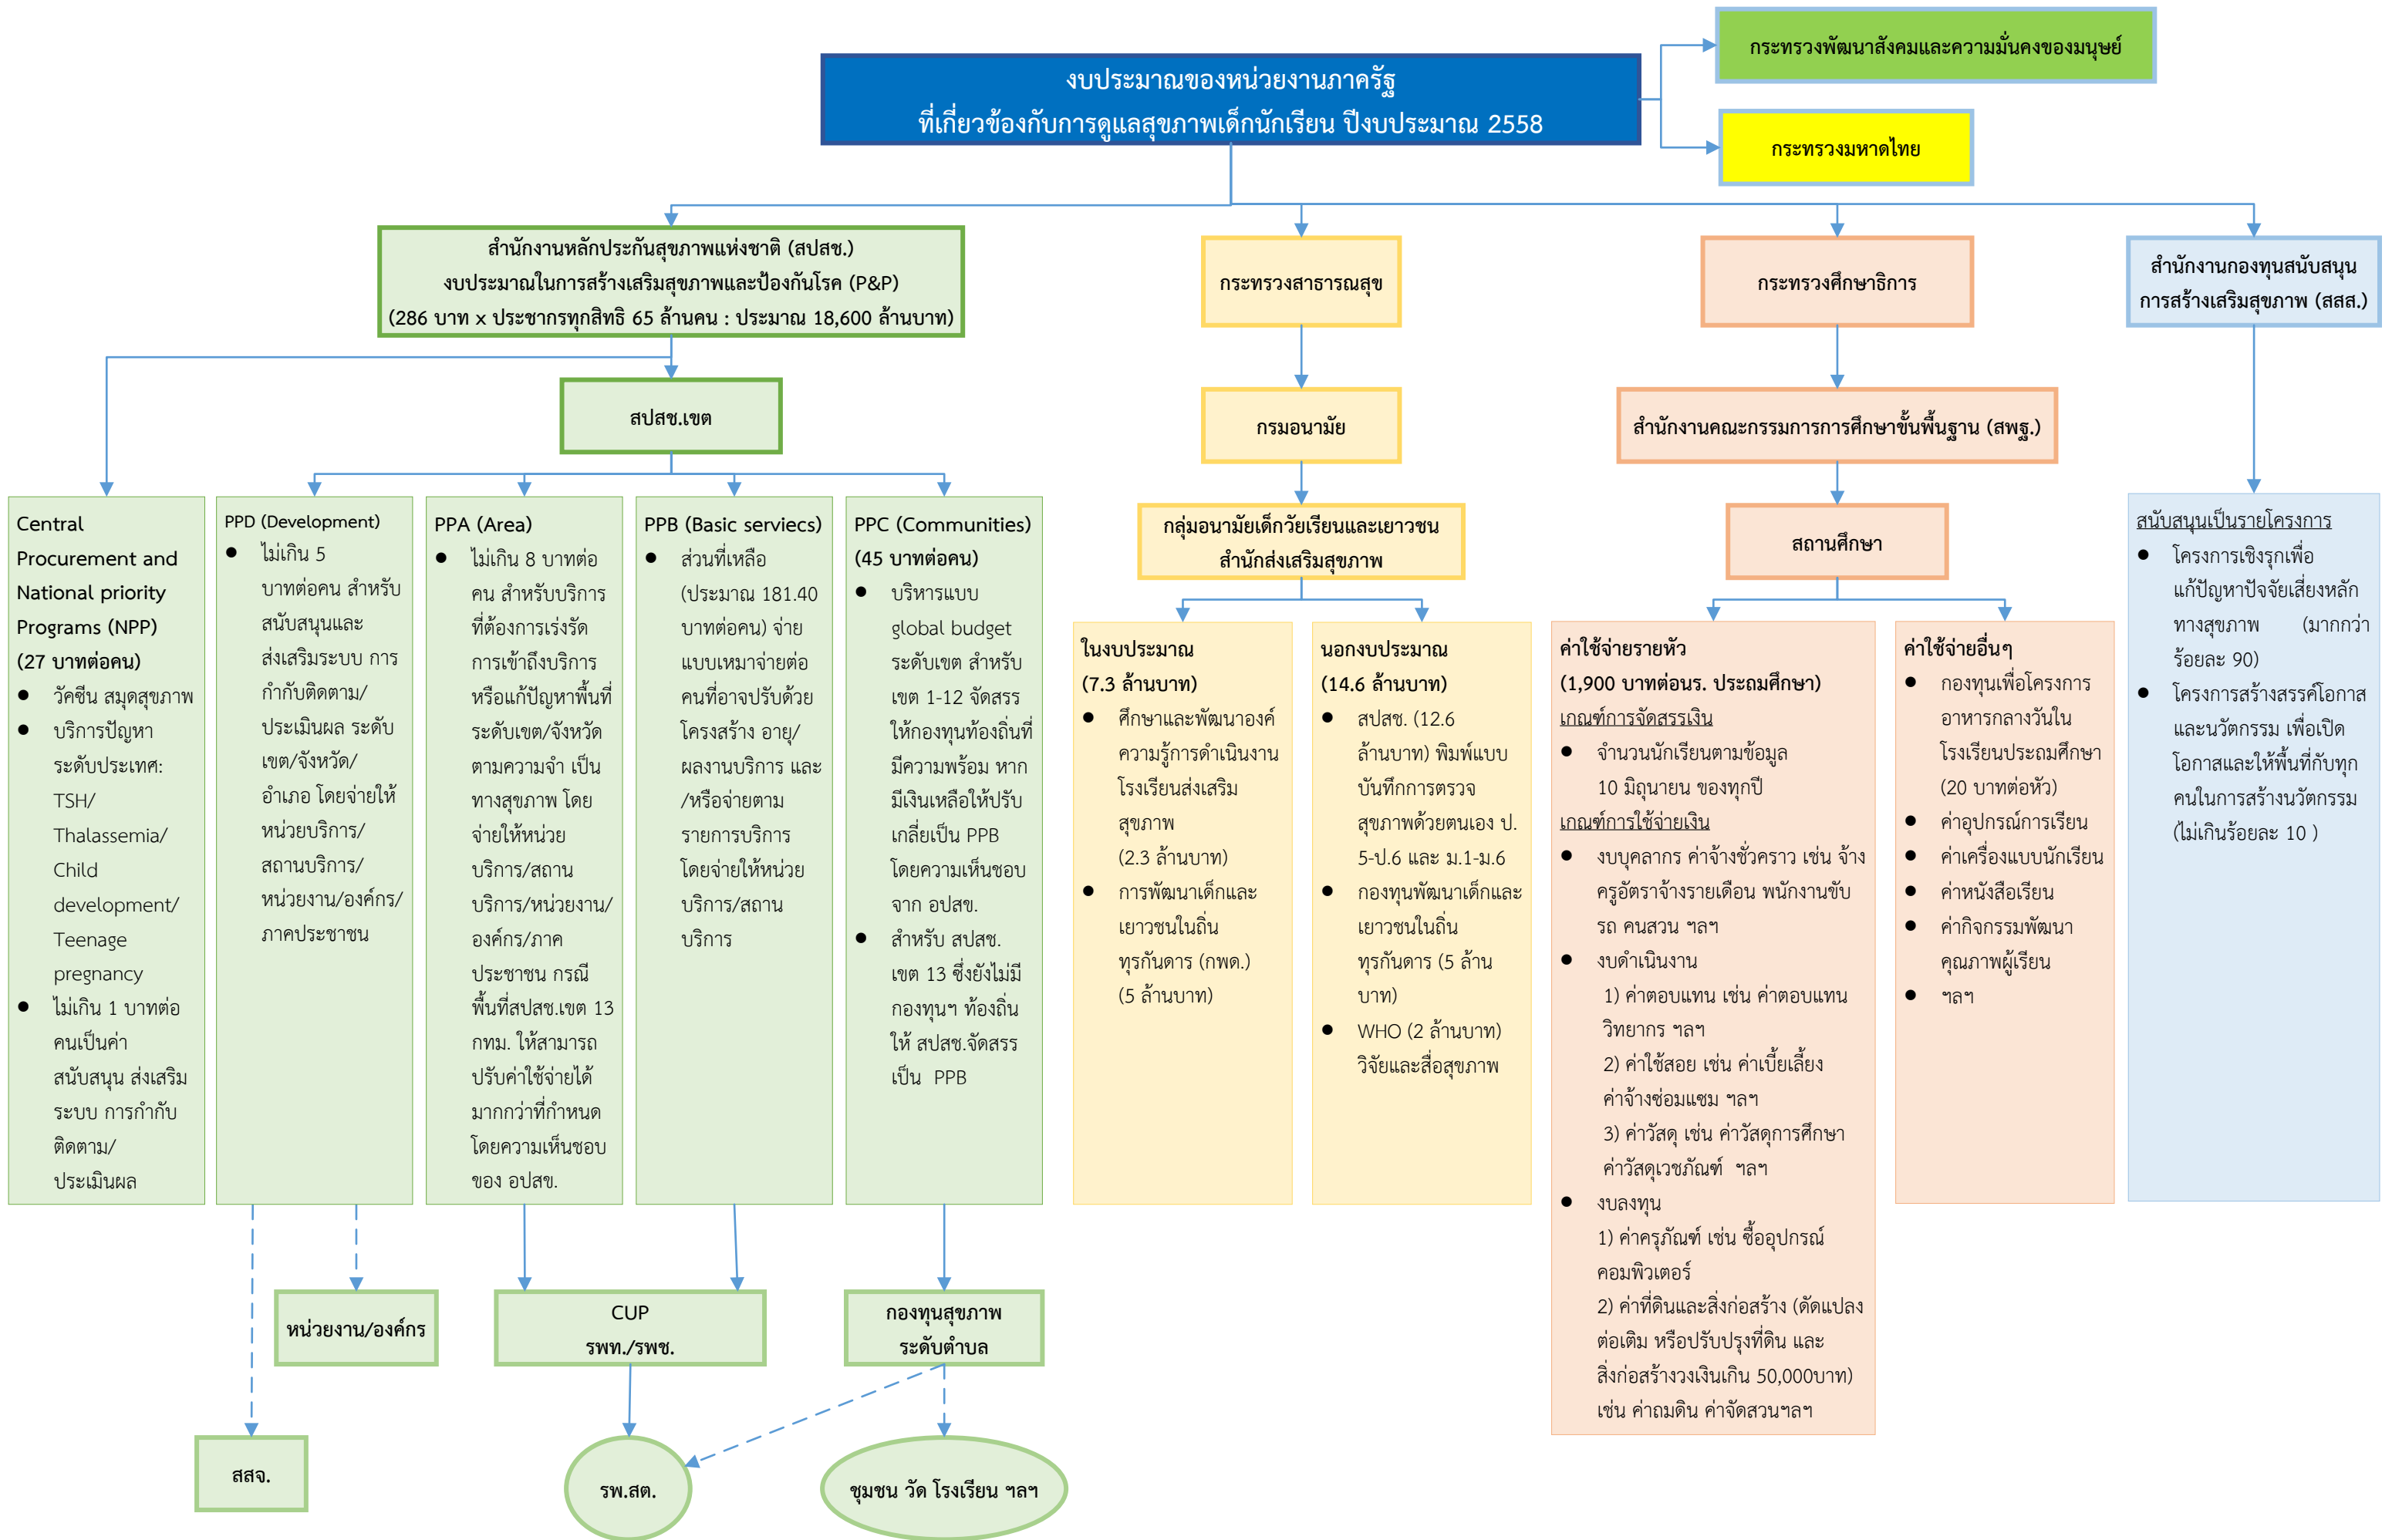 กระทรวงพัฒนาสังคมและความมั่นคงของมนุษย์
งบประมาณของหน่วยงานภาครัฐ
ที่เกี่ยวข้องกับการดูแลสุขภาพเด็กนักเรียน ปีงบประมาณ 2558
กระทรวงมหาดไทย
สำนักงานหลักประกันสุขภาพแห่งชาติ (สปสช.)
งบประมาณในการสร้างเสริมสุขภาพและป้องกันโรค (P&P)
(286 บาท x ประชากรทุกสิทธิ 65 ล้านคน : ประมาณ 18,600 ล้านบาท)
กระทรวงสาธารณสุข
กระทรวงศึกษาธิการ
สำนักงานกองทุนสนับสนุน
การสร้างเสริมสุขภาพ (สสส.)
สปสช.เขต
กรมอนามัย
สำนักงานคณะกรรมการการศึกษาขั้นพื้นฐาน (สพฐ.)
Central
Procurement and
National priority
Programs (NPP)
(27 บาทต่อคน)
● วัคซีน สมุดสุขภาพ
● บริการปัญหา
ระดับประเทศ:
TSH/
Thalassemia/
Child
development/
Teenage
pregnancy
● ไม่เกิน 1 บาทต่อ
คนเป็นค่า
สนับสนุน ส่งเสริม
ระบบ การกำกับ
ติดตาม/
ประเมินผล
PPD (Development)
● ไม่เกิน 5
บาทต่อคน สำหรับ
สนับสนุนและ
ส่งเสริมระบบ การ
กำกับติดตาม/
ประเมินผล ระดับ
เขต/จังหวัด/
อำเภอ โดยจ่ายให้
หน่วยบริการ/
สถานบริการ/
หน่วยงาน/องค์กร/
ภาคประชาชน
PPA (Area)
● ไม่เกิน 8 บาทต่อ
คน สำหรับบริการ
ที่ต้องการเร่งรัด
การเข้าถึงบริการ
หรือแก้ปัญหาพื้นที่
ระดับเขต/จังหวัด
ตามความจำ เป็น
ทางสุขภาพ โดย
จ่ายให้หน่วย
บริการ/สถาน
บริการ/หน่วยงาน/
องค์กร/ภาค
ประชาชน กรณี
พื้นที่สปสช.เขต 13
กทม. ให้สามารถ
ปรับค่าใช้จ่ายได้
มากกว่าที่กำหนด
โดยความเห็นชอบ
ของ อปสข.
PPB (Basic serviecs)
● ส่วนที่เหลือ
(ประมาณ 181.40
บาทต่อคน) จ่าย
แบบเหมาจ่ายต่อ
คนที่อาจปรับด้วย
โครงสร้าง อายุ/
ผลงานบริการ และ
/หรือจ่ายตาม
รายการบริการ
โดยจ่ายให้หน่วย
บริการ/สถาน
บริการ
PPC (Communities)
(45 บาทต่อคน)
● บริหารแบบ
global budget
ระดับเขต สำหรับ
เขต 1-12 จัดสรร
ให้กองทุนท้องถิ่นที่
มีความพร้อม หาก
มีเงินเหลือให้ปรับ
เกลี่ยเป็น PPB
โดยความเห็นชอบ
จาก อปสข.
● สำหรับ สปสช.
เขต 13 ซึ่งยังไม่มี
กองทุนฯ ท้องถิ่น
ให้ สปสช.จัดสรร
เป็น PPB
กลุ่มอนามัยเด็กวัยเรียนและเยาวชน
สำนักส่งเสริมสุขภาพ
ในงบประมาณ
(7.3 ล้านบาท)
● ศึกษาและพัฒนาองค์
ความรู้การดำเนินงาน
โรงเรียนส่งเสริม
สุขภาพ
(2.3 ล้านบาท)
● การพัฒนาเด็กและ
เยาวชนในถิ่น
ทุรกันดาร (กพด.)
(5 ล้านบาท)
นอกงบประมาณ
(14.6 ล้านบาท)
● สปสช. (12.6
ล้านบาท) พิมพ์แบบ
บันทึกการตรวจ
สุขภาพด้วยตนเอง ป.
5-ป.6 และ ม.1-ม.6
● กองทุนพัฒนาเด็กและ
เยาวชนในถิ่น
ทุรกันดาร (5 ล้าน
บาท)
● WHO (2 ล้านบาท)
วิจัยและสื่อสุขภาพ
สถานศึกษา
ค่าใช้จ่ายรายหัว
(1,900 บาทต่อนร. ประถมศึกษา)
เกณฑ์การจัดสรรเงิน
● จำนวนนักเรียนตามข้อมูล
10 มิถุนายน ของทุกปี
เกณฑ์การใช้จ่ายเงิน
● งบบุคลากร ค่าจ้างชั่วคราว เช่น จ้าง
ครูอัตราจ้างรายเดือน พนักงานขับ
รถ คนสวน ฯลฯ
● งบดำเนินงาน
1) ค่าตอบแทน เช่น ค่าตอบแทน
วิทยากร ฯลฯ
2) ค่าใช้สอย เช่น ค่าเบี้ยเลี้ยง
ค่าจ้างซ่อมแซม ฯลฯ
3) ค่าวัสดุ เช่น ค่าวัสดุการศึกษา
ค่าวัสดุเวชภัณฑ์ ฯลฯ
● งบลงทุน
1) ค่าครุภัณฑ์ เช่น ซื้ออุปกรณ์
คอมพิวเตอร์
2) ค่าที่ดินและสิ่งก่อสร้าง (ดัดแปลง
ต่อเติม หรือปรับปรุงที่ดิน และ
สิ่งก่อสร้างวงเงินเกิน 50,000บาท)
เช่น ค่าถมดิน ค่าจัดสวนฯลฯ
ค่าใช้จ่ายอื่นๆ
● กองทุนเพื่อโครงการ
อาหารกลางวันใน
โรงเรียนประถมศึกษา
(20 บาทต่อหัว)
● ค่าอุปกรณ์การเรียน
● ค่าเครื่องแบบนักเรียน
● ค่าหนังสือเรียน
● ค่ากิจกรรมพัฒนา
คุณภาพผู้เรียน
● ฯลฯ
สนับสนุนเป็นรายโครงการ
● โครงการเชิงรุกเพื่อ
แก้ปัญหาปัจจัยเสี่ยงหลัก
ทางสุขภาพ (มากกว่า
ร้อยละ 90)
● โครงการสร้างสรรค์โอกาส
และนวัตกรรม เพื่อเปิด
โอกาสและให้พื้นที่กับทุก
คนในการสร้างนวัตกรรม
(ไม่เกินร้อยละ 10 )
หน่วยงาน/องค์กร
CUP
รพท./รพช.
กองทุนสุขภาพ
ระดับตำบล
สสจ.
รพ.สต.
ชุมชน วัด โรงเรียน ฯลฯ